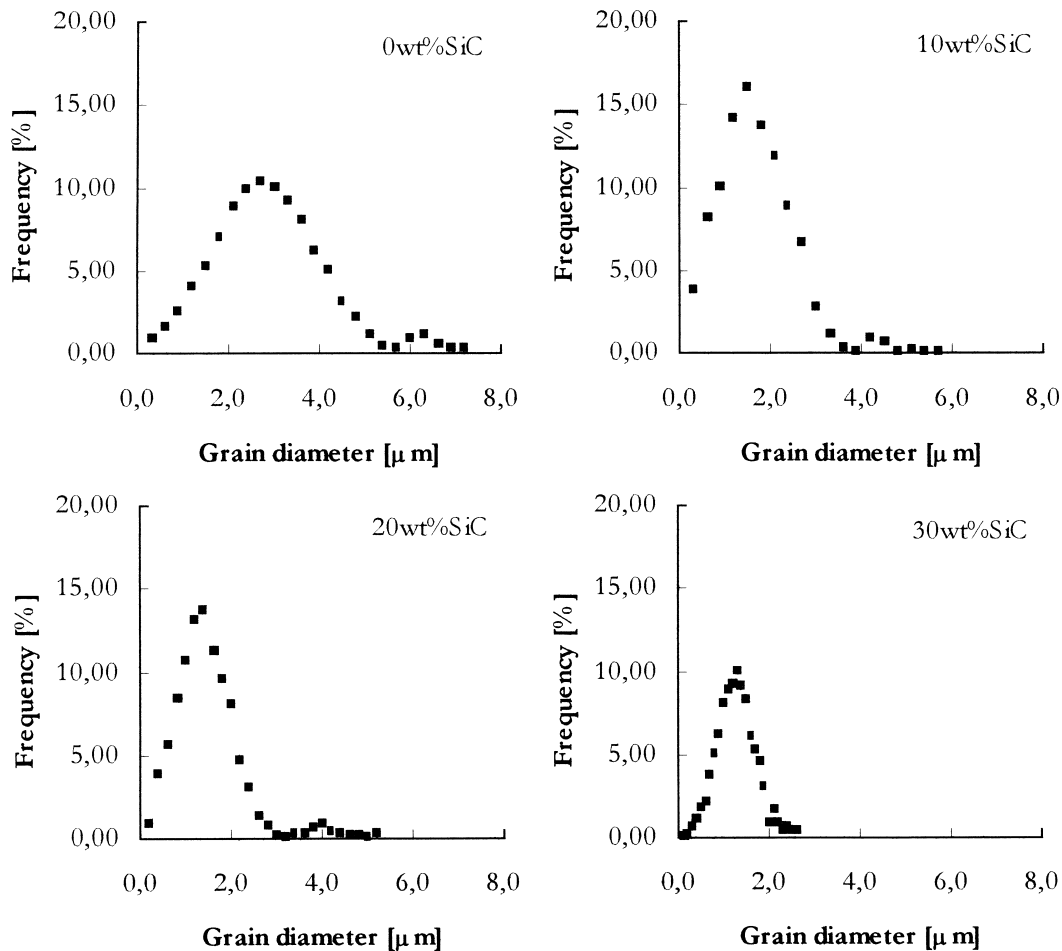 20,00
0wt%SiC
15,00
10,00
5,00
0,00
Frequency [%]
0,0 2,0 4,0 6,0 8,0
Grain diameter [μ m]
20,00
10wt%SiC
15,00
10,00
5,00
0,00
Frequency [%]
0,0 2,0 4,0 6,0 8,0
Grain diameter [μ m]
20,00
20wt%SiC
15,00
10,00
5,00
0,00
Frequency [%]
0,0 2,0 4,0 6,0 8,0
Grain diameter [μ m]
20,00
30wt%SiC
15,00
10,00
5,00
0,00
Frequency [%]
0,0 2,0 4,0 6,0 8,0
Grain diameter [μ m]